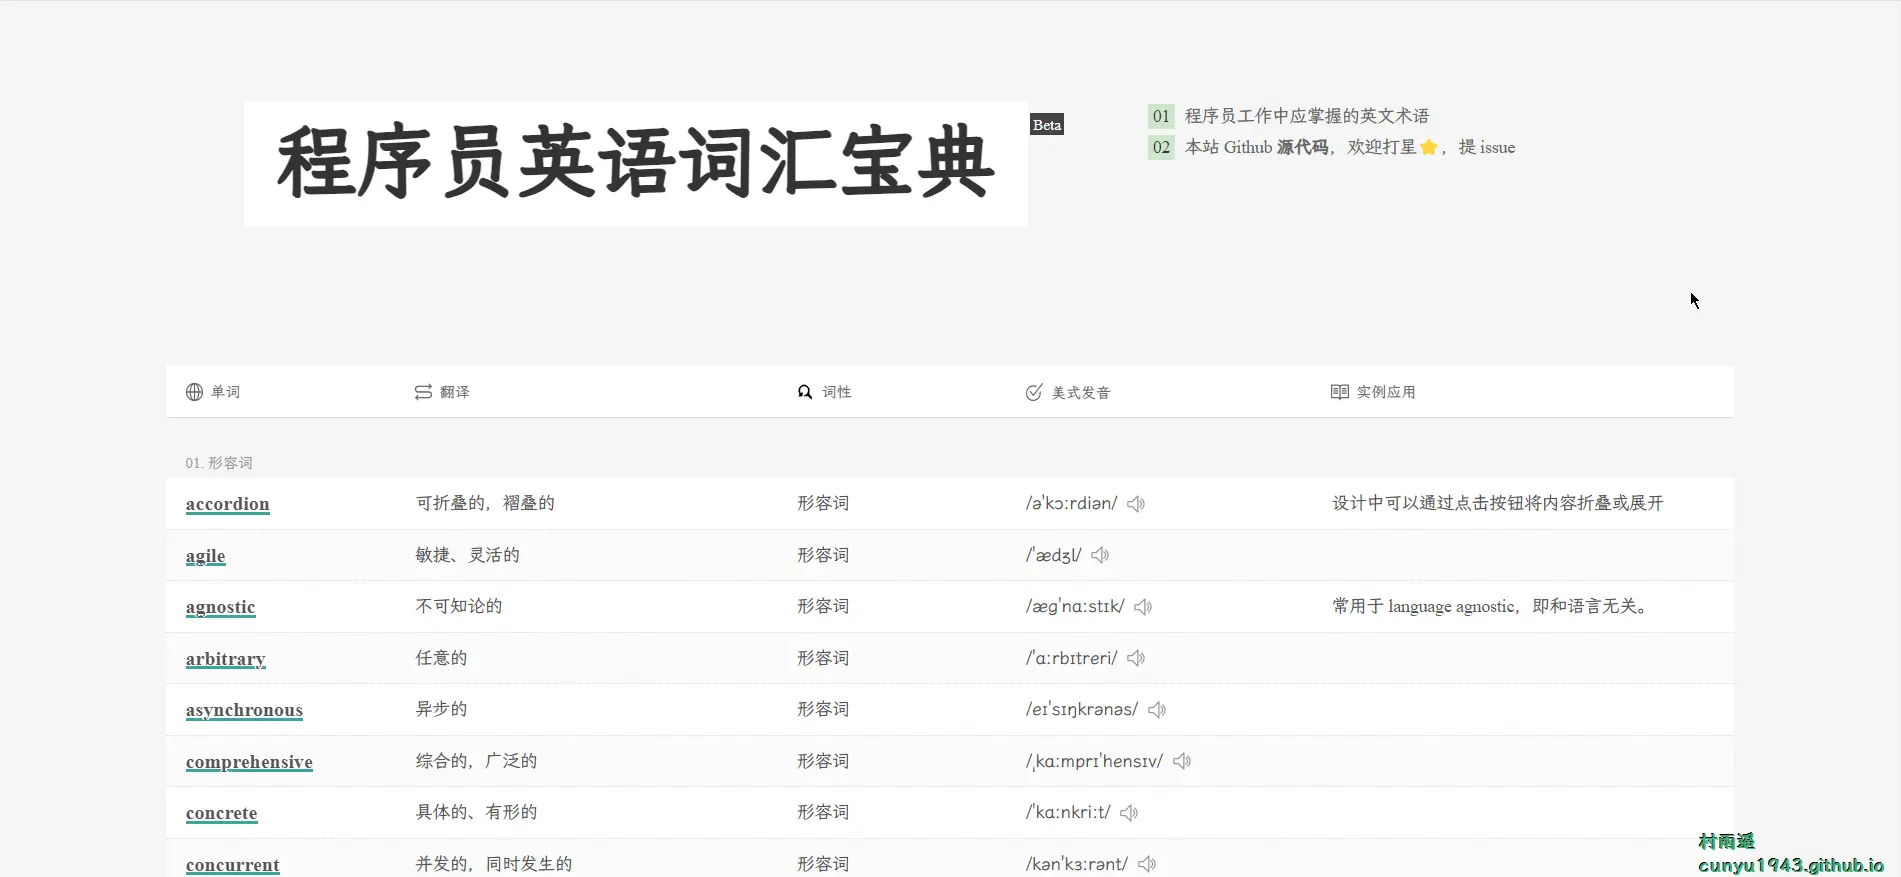 程序员英语词汇宝典
Beta
01 程序员工作中应掌握的英文术语
02 本站 Github 源代码，欢迎打星⭐，提 issue
单词 翻译 词性 美式发音 实例应用
01. 形容词
accordion 可折叠的，褶叠的 形容词 /əˈkɔːrdiən/ 设计中可以通过点击按钮将内容折叠或展开
agile 敏捷、灵活的 形容词 /ˈædʒl/
agnostic 不可知论的 形容词 /æɡˈnɑːstɪk/ 常用于 language agnostic，即和语言无关。
arbitrary 任意的 形容词 /ˈɑːrbɪtreri/
asynchronous 异步的 形容词 /eɪˈsɪŋkrənəs/
comprehensive 综合的，广泛的 形容词 /ˌkɑːmprɪˈhensɪv/
concrete 具体的、有形的 形容词 /ˈkɑːnkriːt/
concurrent 并发的，同时发生的 形容词 /kənˈkɜːrənt/
村雨遥
cunyu1943.github.io